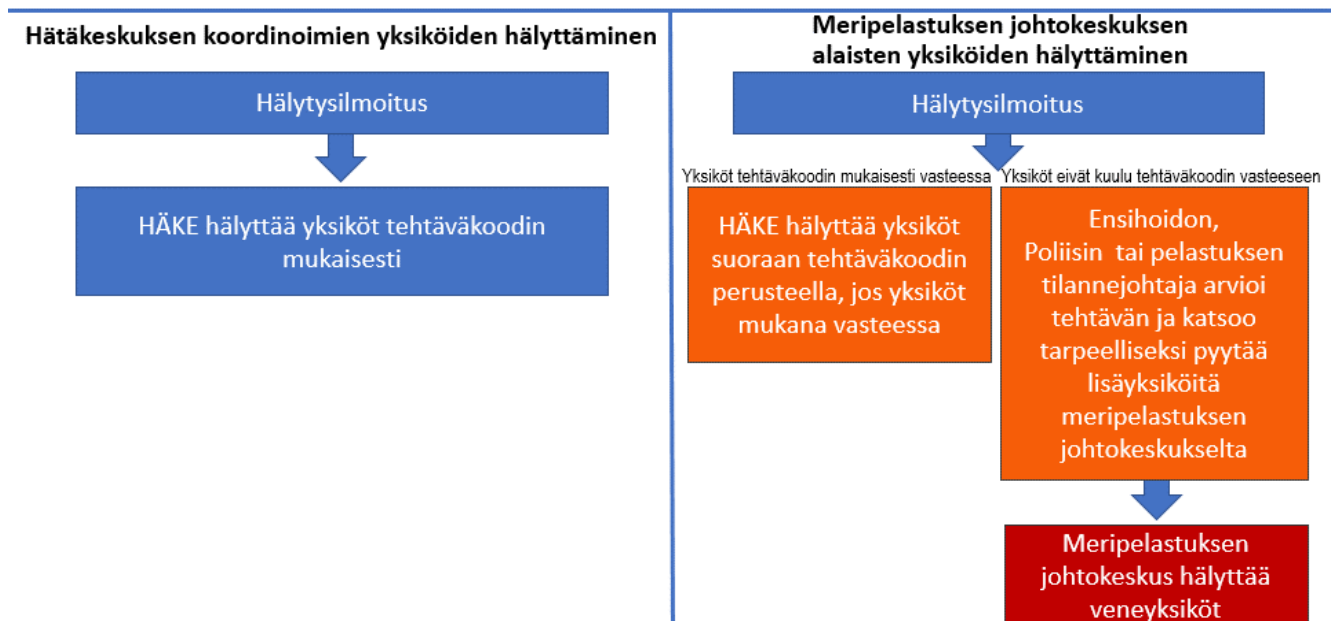 Hätäkeskuksen koordinoimien yksiköiden hälyttäminen
Hälytysilmoitus
HÄKE hälyttää yksiköt tehtäväkoodin
mukaisesti
Meripelastuksen johtokeskuksen
alaisten yksiköiden hälyttäminen
Hälytysilmoitus
Yksiköt tehtäväkoodin mukaisesti vasteessa
HÄKE hälyttää yksiköt
suoraan tehtäväkoodin
perusteella, jos yksiköt
mukana vasteessa
Yksiköt eivät kuulu tehtäväkoodin vasteeseen
Ensihoidon,
Poliisin tai pelastuksen
tilannejohtaja arvioi
tehtävän ja katsoo
tarpeelliseksi pyytää
lisäyksiköitä
meripelastuksen
johtokeskukselta
Meripelastuksen
johtokeskus hälyttää
veneyksiköt